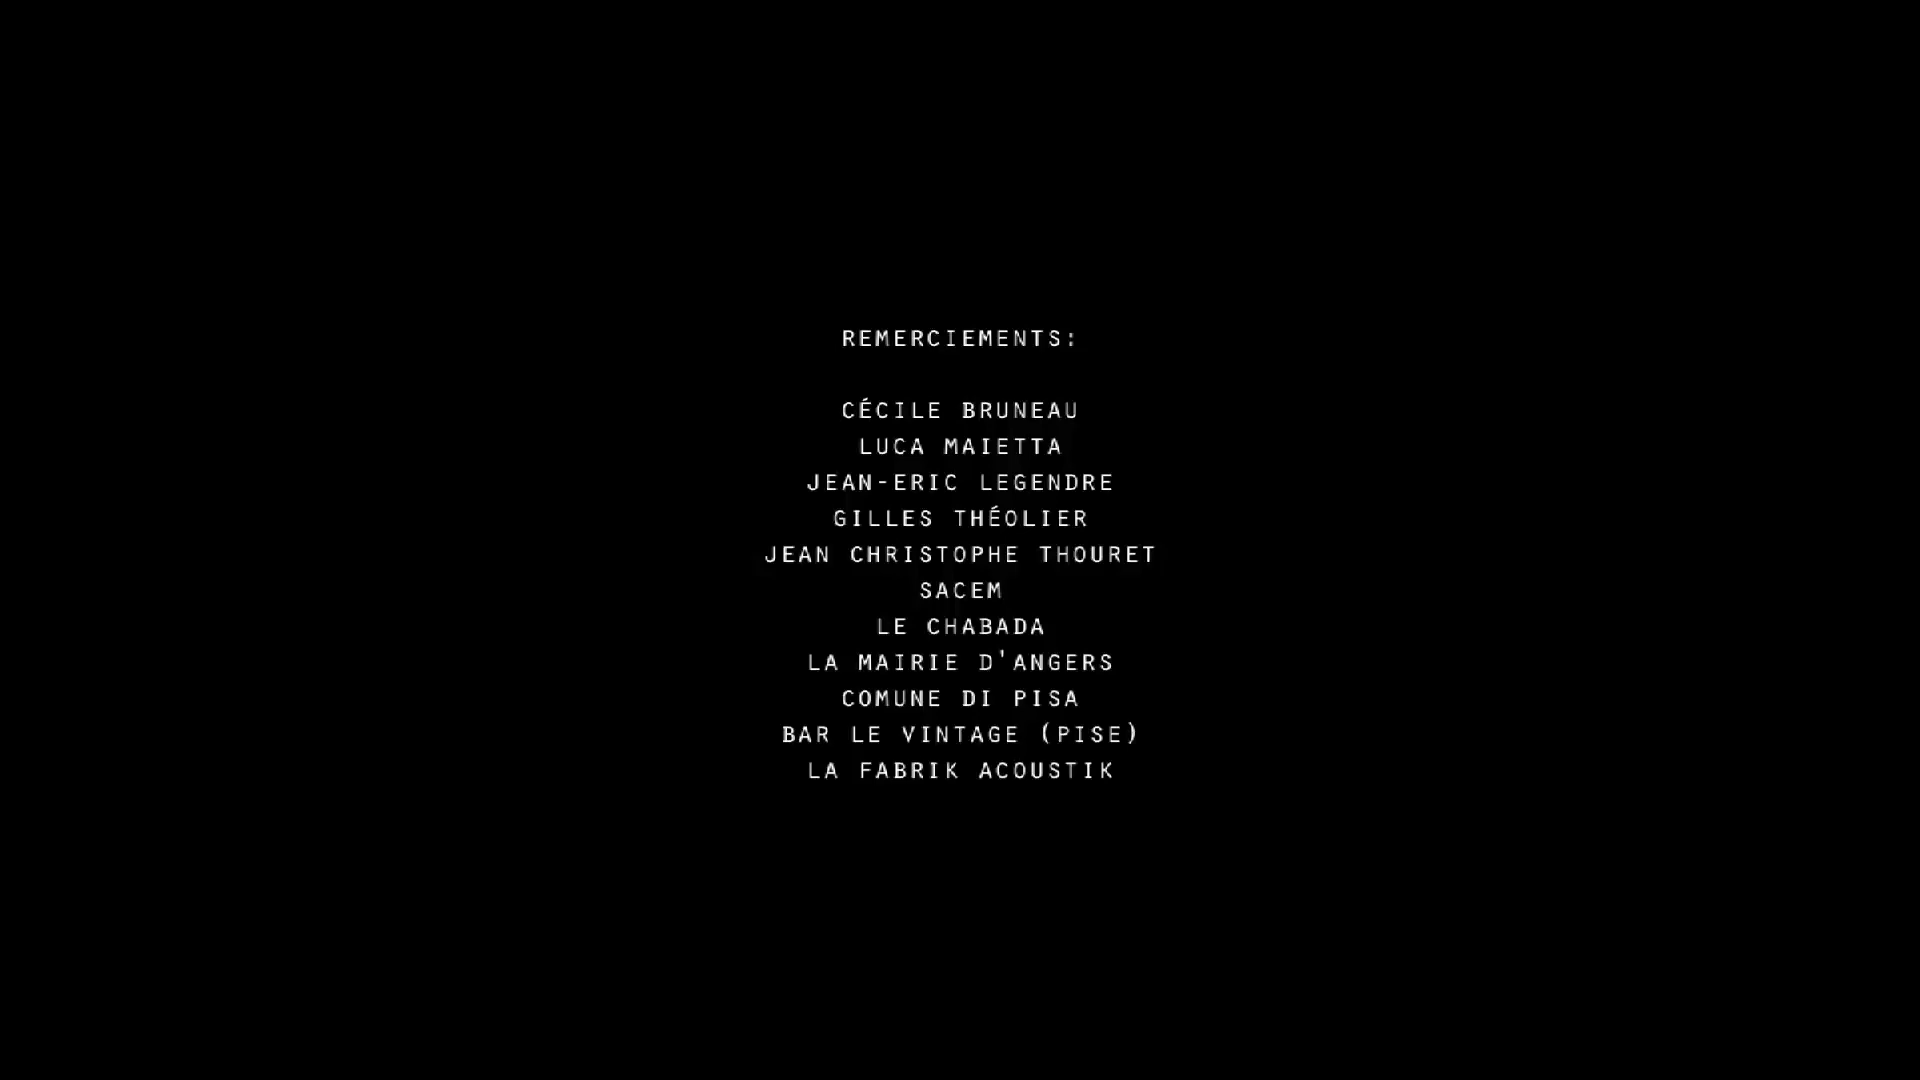 REMERCIEMENTS:
CÉCILE BRUNEAU
LUCA MAIETTA
JEAN-ERIC LEGENDRE
GILLES THÉOLIER
JEAN CHRISTOPHE THOURET
SACEM
LE CHABADA
LA MAIRIE D'ANGERS
COMUNE DI PISA
BAR LE VINTAGE (PISE)
LA FABRIK ACOUSTIK